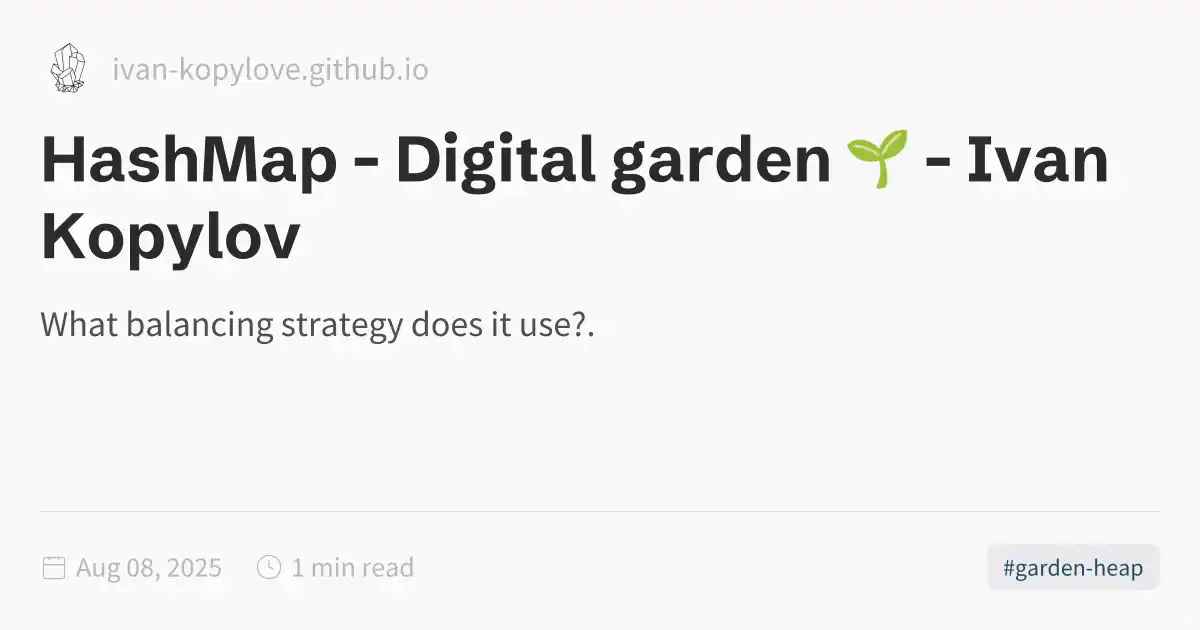 ivan-kopylove.github.io
HashMap - Digital garden 🌱 - Ivan
Kopylov
What balancing strategy does it use?.
Aug 08, 2025 1 min read
#garden-heap